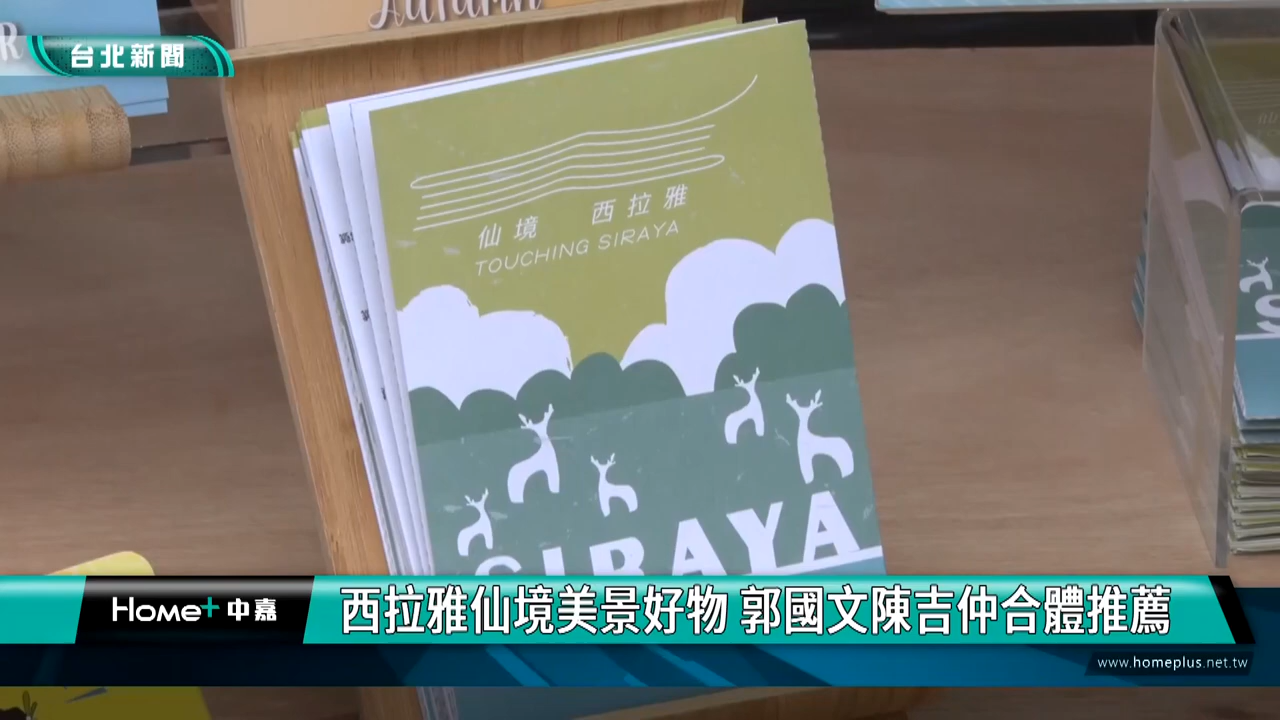 Autumn
R
台北新聞
仙境 西拉雅
TOUCHING SIRAYA
SIRAYA
S
Home+中嘉
西拉雅仙境美景好物 郭國文陳吉仲合體推薦
www.homeplus.net.tw